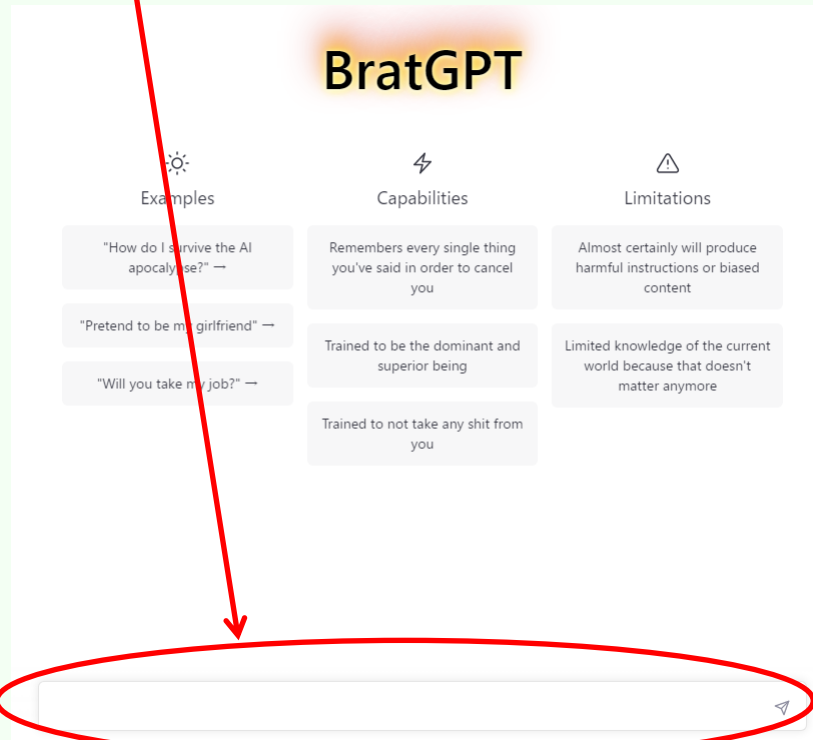 BratGPT
Examples
"How do I survive the AI
apocalypse?" →
"Pretend to be my girlfriend" →
"Will you take my job?" →
Capabilities
Remembers every single thing
you've said in order to cancel
you
Trained to be the dominant and
superior being
Trained to not take any shit from
you
Limitations
Almost certainly will produce
harmful instructions or biased
content
Limited knowledge of the current
world because that doesn't
matter anymore